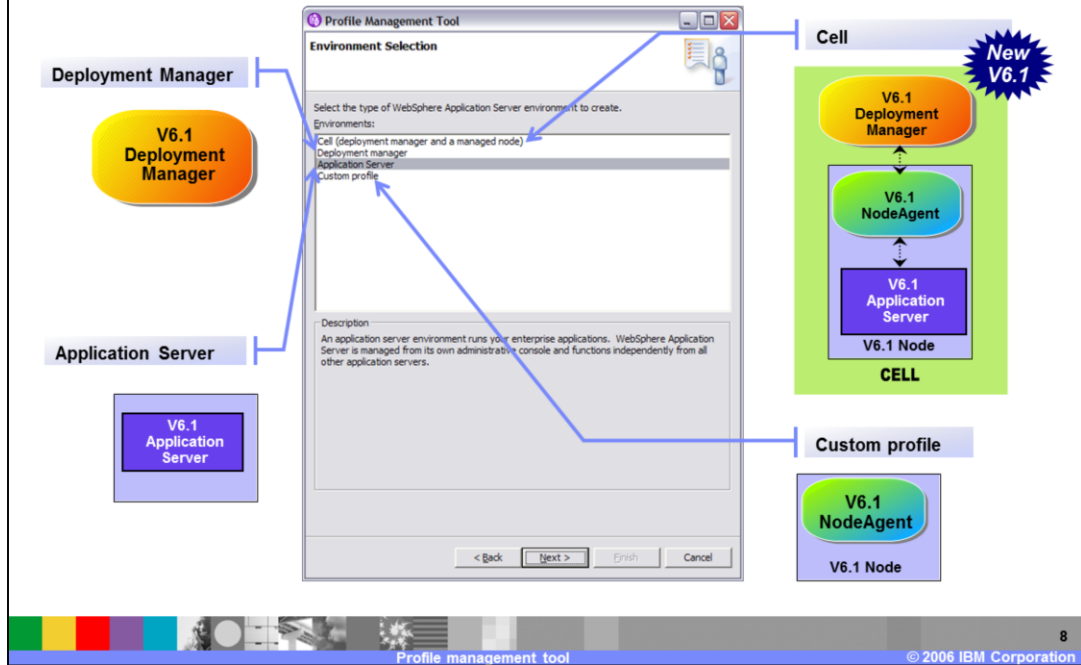 Profile Management Tool
Environment Selection
Select the type of WebSphere Application Server environment to create.
Environments:
Cell (deployment manager and a managed node)
Deployment manager
Application Server
Custom profile
Description
An application server environment runs your enterprise applications. WebSphere Application
Server is managed from its own administrative console and functions independently from all
other application servers.
< Back
Next >
Finish
Cancel
Deployment Manager
V6.1
Deployment
Manager
Application Server
V6.1
Application
Server
Cell
New
V6.1
V6.1
Deployment
Manager
V6.1
NodeAgent
V6.1
Application
Server
V6.1 Node
CELL
Custom profile
V6.1
NodeAgent
V6.1 Node
8
Profile management tool
© 2006 IBM Corporation